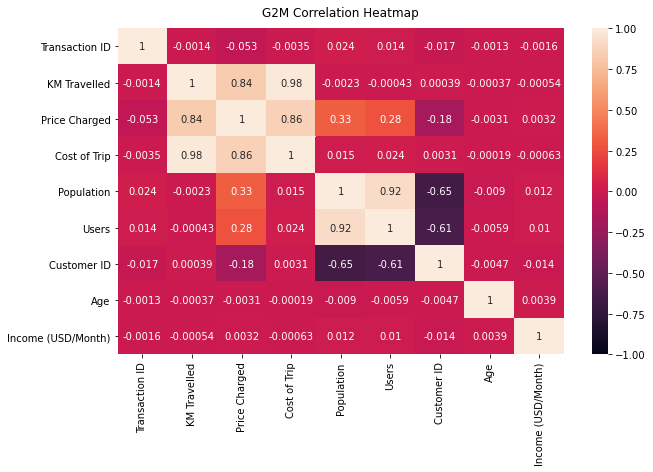 G2M Correlation Heatmap
Transaction ID 1 -0.0014 -0.053 -0.0035 0.024 0.014 -0.017 -0.0013 -0.0016
KM Travelled -0.0014 1 0.84 0.98 -0.0023 -0.00043 0.00039 -0.00037 -0.00054
Price Charged -0.053 0.84 1 0.86 0.33 0.28 -0.18 -0.0031 0.0032
Cost of Trip -0.0035 0.98 0.86 1 0.015 0.024 0.0031 -0.00019 -0.00063
Population 0.024 -0.0023 0.33 0.015 1 0.92 -0.65 -0.009 0.012
Users 0.014 -0.00043 0.28 0.024 0.92 1 -0.61 -0.0059 0.01
Customer ID -0.017 0.00039 -0.18 0.0031 -0.65 -0.61 1 -0.0047 -0.014
Age -0.0013 -0.00037 -0.0031 -0.00019 -0.009 -0.0059 -0.0047 1 0.0039
Income (USD/Month) -0.0016 -0.00054 0.0032 -0.00063 0.012 0.01 -0.014 0.0039 1
Transaction ID
KM Travelled
Price Charged
Cost of Trip
Population
Users
Customer ID
Age
Income (USD/Month)
1.00
0.75
0.50
0.25
0.00
-0.25
-0.50
-0.75
-1.00